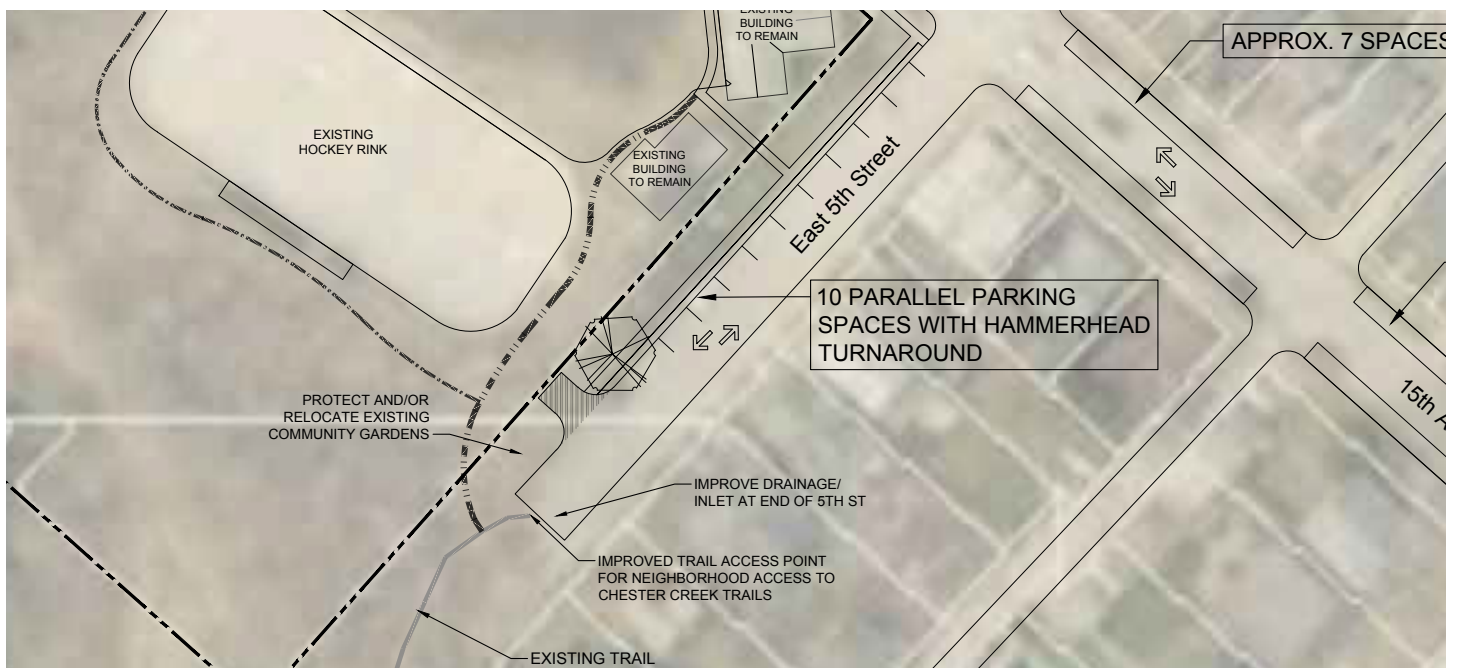 EXISTING
BUILDING
TO REMAIN
APPROX. 7 SPACES
EXISTING
HOCKEY RINK
EXISTING
BUILDING
TO REMAIN
East 5th Street
10 PARALLEL PARKING
SPACES WITH HAMMERHEAD
TURNAROUND
15th A
PROTECT AND/OR
RELOCATE EXISTING
COMMUNITY GARDENS
IMPROVE DRAINAGE/
INLET AT END OF 5TH ST
IMPROVED TRAIL ACCESS POINT
FOR NEIGHBORHOOD ACCESS TO
CHESTER CREEK TRAILS
EXISTING TRAIL